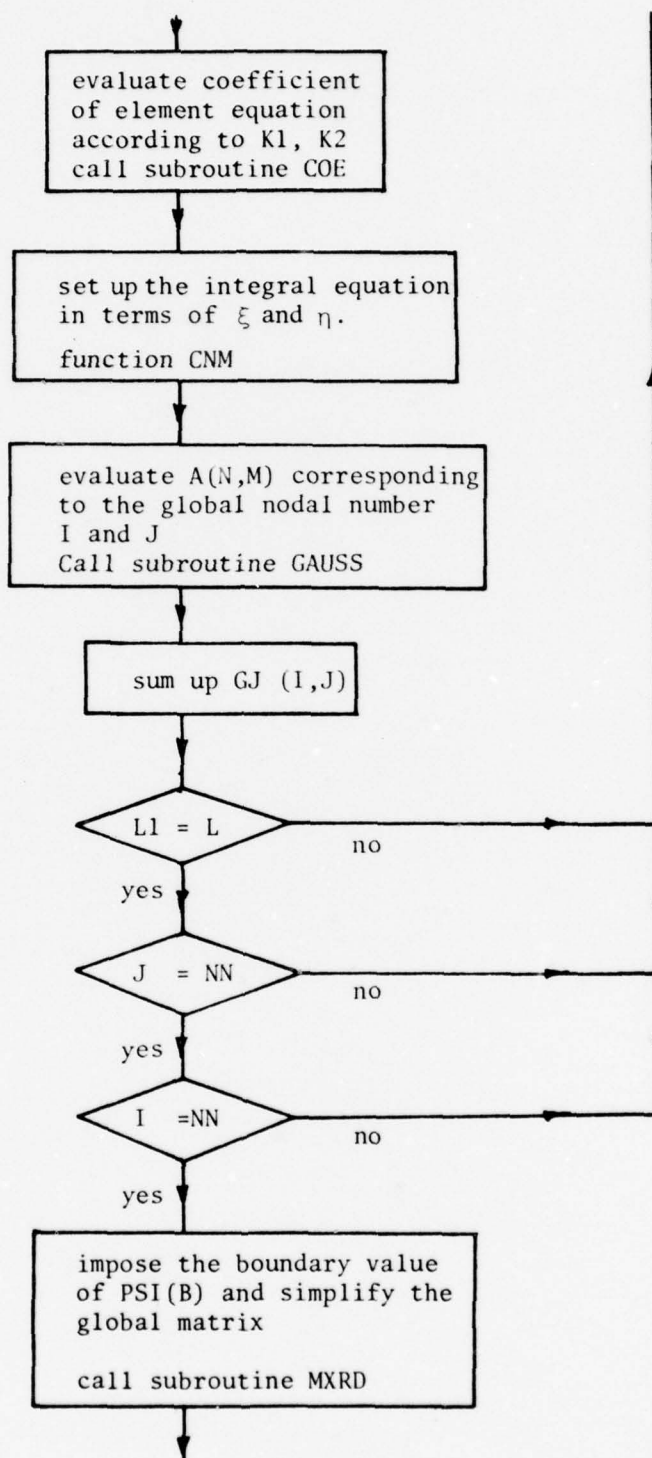 evaluate coefficient
of element equation
according to K1, K2
call subroutine COE
set up the integral equation
in terms of ξ and η.
function CNM
evaluate A(N,M) corresponding
to the global nodal number
I and J
Call subroutine GAUSS
sum up GJ (I,J)
L1 = L
no
yes
J = NN
no
yes
I =NN
no
yes
impose the boundary value
of PSI(B) and simplify the
global matrix
call subroutine MXRD